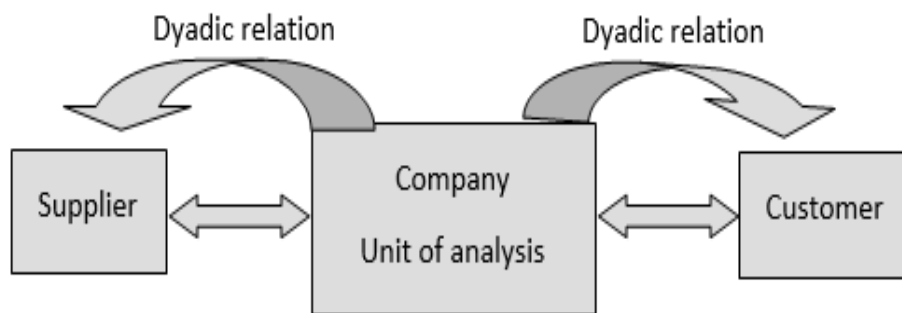 Dyadic relation
Dyadic relation
Supplier
Company
Unit of analysis
Customer